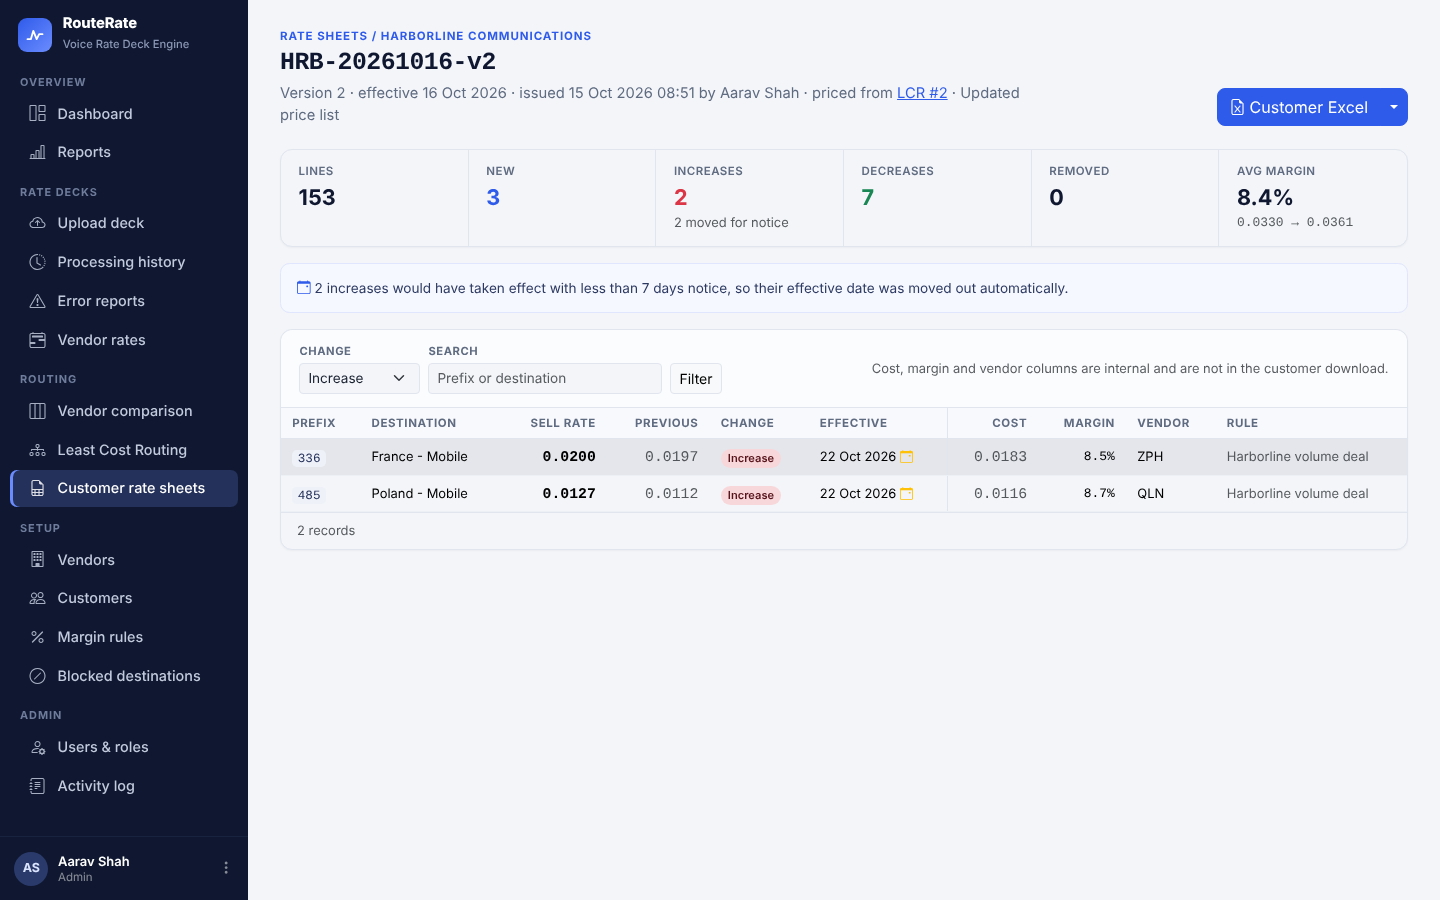 RouteRate
Voice Rate Deck Engine
OVERVIEW
Dashboard
Reports
RATE DECKS
Upload deck
Processing history
Error reports
Vendor rates
ROUTING
Vendor comparison
Least Cost Routing
Customer rate sheets
SETUP
Vendors
Customers
Margin rules
Blocked destinations
ADMIN
Users & roles
Activity log
AS
Aarav Shah
Admin
RATE SHEETS / HARBORLINE COMMUNICATIONS
HRB-20261016-v2
Version 2 · effective 16 Oct 2026 · issued 15 Oct 2026 08:51 by Aarav Shah · priced from LCR #2 · Updated
price list
Customer Excel
LINES NEW INCREASES DECREASES REMOVED AVG MARGIN
153 3 2 7 0 8.4%
2 moved for notice 0.0330 → 0.0361
2 increases would have taken effect with less than 7 days notice, so their effective date was moved out automatically.
CHANGE SEARCH
Increase Prefix or destination Filter
Cost, margin and vendor columns are internal and are not in the customer download.
PREFIX DESTINATION SELL RATE PREVIOUS CHANGE EFFECTIVE COST MARGIN VENDOR RULE
336 France - Mobile 0.0200 0.0197 Increase 22 Oct 2026 0.0183 8.5% ZPH Harborline volume deal
485 Poland - Mobile 0.0127 0.0112 Increase 22 Oct 2026 0.0116 8.7% QLN Harborline volume deal
2 records